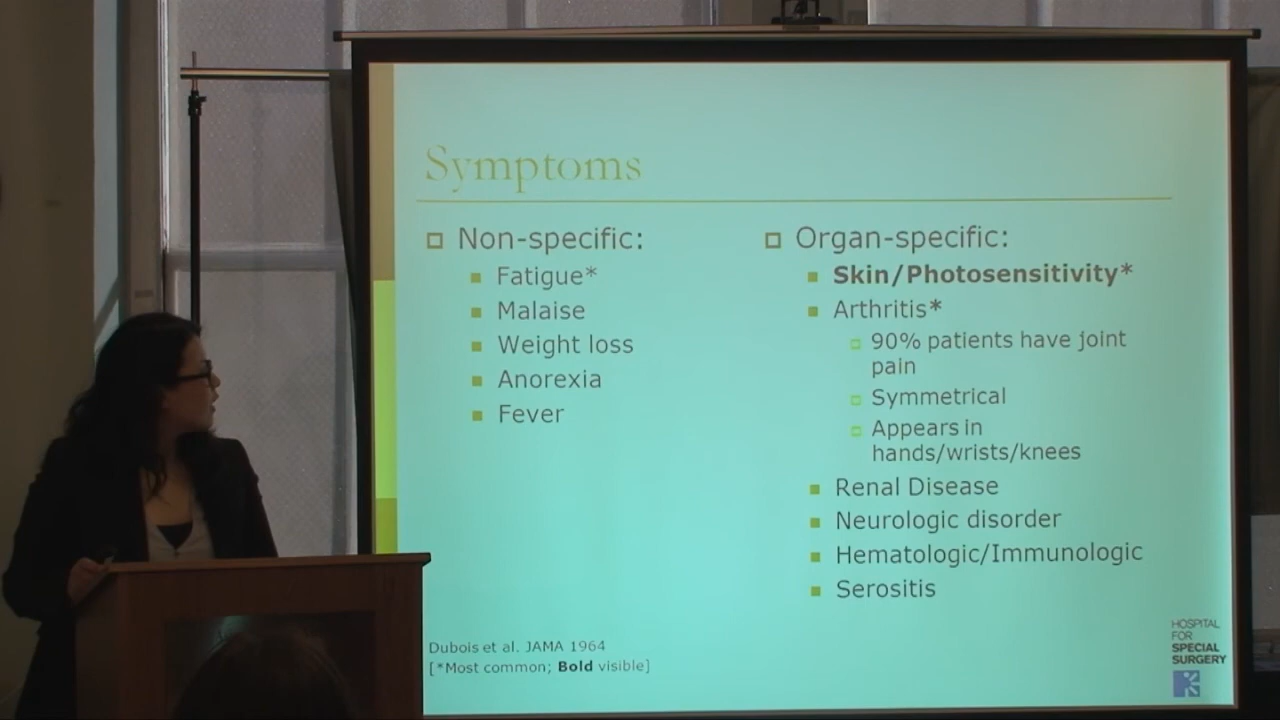 Symptoms
Non-specific:
Fatigue*
Malaise
Weight loss
Anorexia
Fever
Organ-specific:
Skin/Photosensitivity*
Arthritis*
90% patients have joint
pain
Symmetrical
Appears in
hands/wrists/knees
Renal Disease
Neurologic disorder
Hematologic/Immunologic
Serositis
Dubois et al. JAMA 1964
[*Most common; Bold visible]
HOSPITAL
FOR
SPECIAL
SURGERY